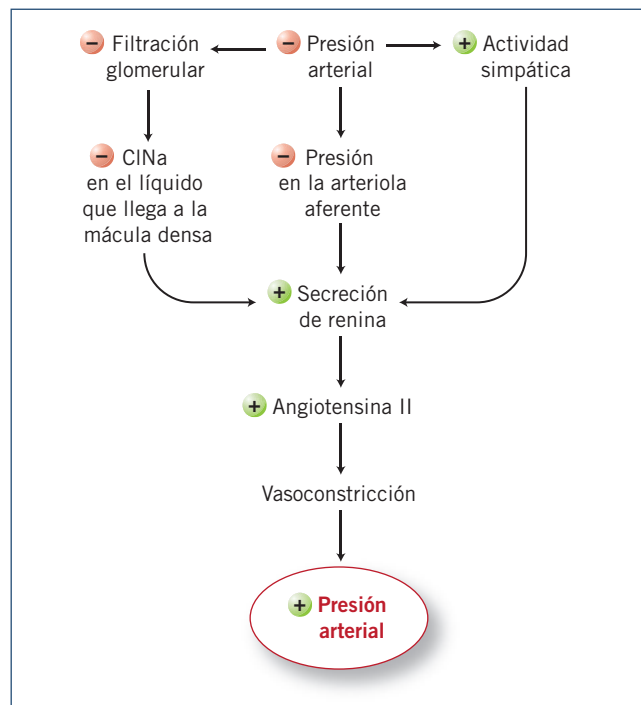 − Filtración
glomerular
− Presión
arterial
+ Actividad
simpática
− ClNa
en el líquido
que llega a la
mácula densa
− Presión
en la arteriola
aferente
+ Secreción
de renina
+ Angiotensina II
Vasoconstricción
+ Presión
arterial